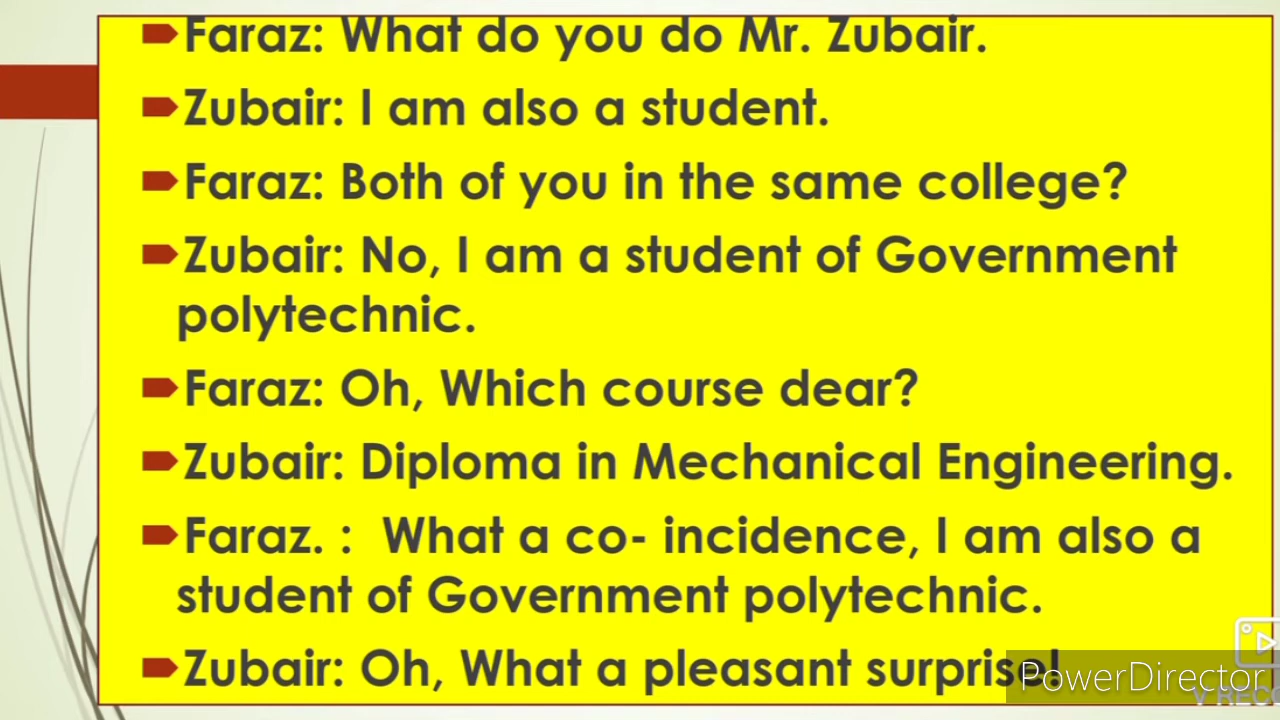 Faraz: What do you do Mr. Zubair.
Zubair: I am also a student.
Faraz: Both of you in the same college?
Zubair: No, I am a student of Government
polytechnic.
Faraz: Oh, Which course dear?
Zubair: Diploma in Mechanical Engineering.
Faraz. :  What a co- incidence, I am also a
student of Government polytechnic.
Zubair: Oh, What a pleasant surprise!
PowerDirector